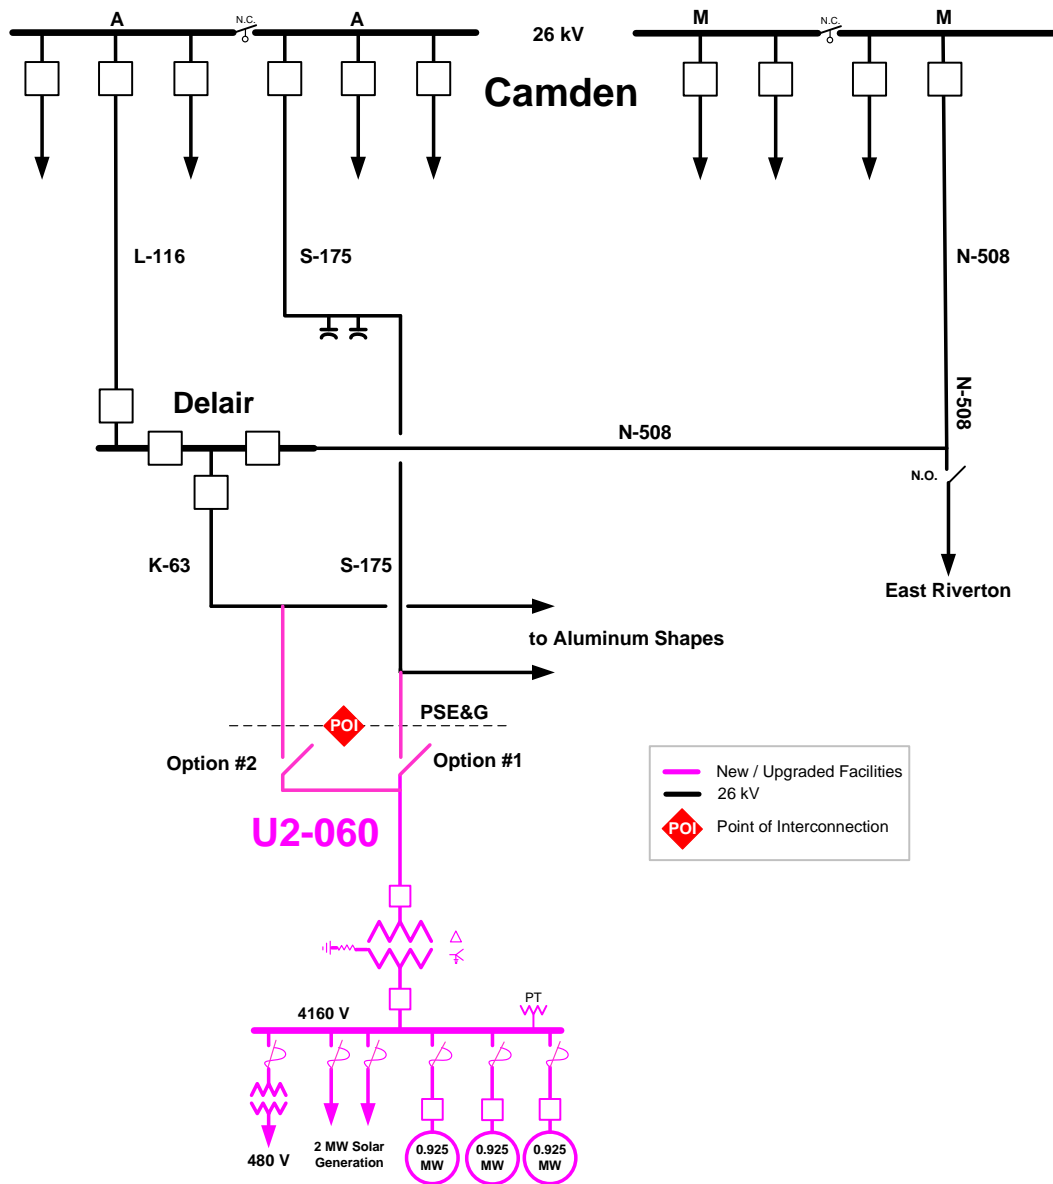 A
N.C.
A
26 kV
M
N.C.
M
Camden
L-116
S-175
N-508
N-508
Delair
N-508
N.O.
K-63
S-175
East Riverton
to Aluminum Shapes
PSE&G
POI
Option #2
Option #1
New / Upgraded Facilities
26 kV
POI
Point of Interconnection
U2-060
PT
4160 V
480 V
2 MW Solar
Generation
0.925
MW
0.925
MW
0.925
MW